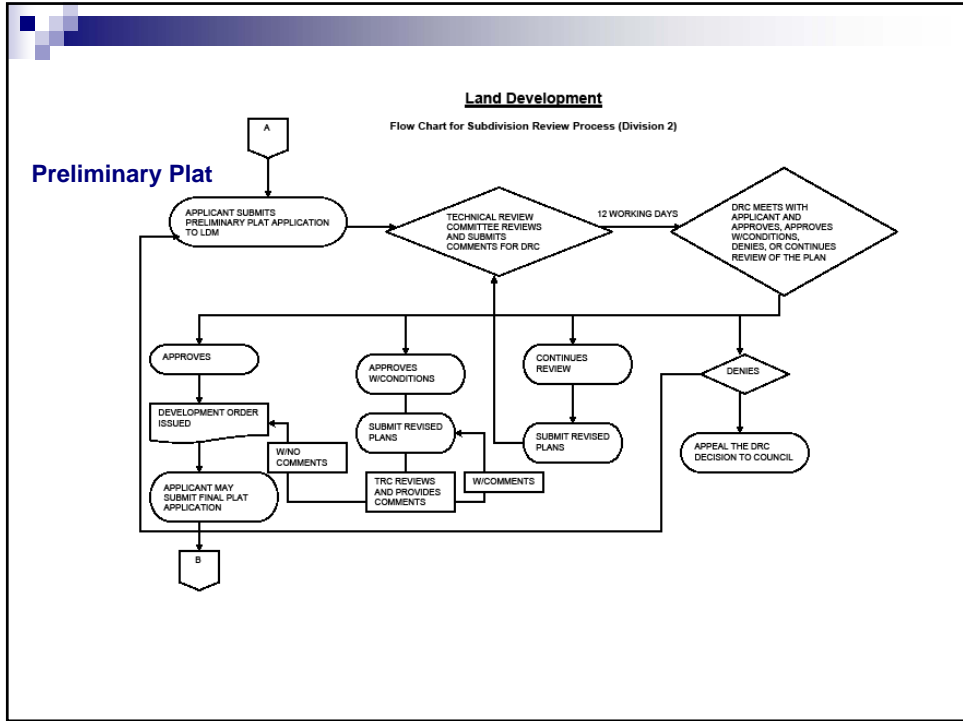 Land Development
Flow Chart for Subdivision Review Process (Division 2)
A
Preliminary Plat
APPLICANT SUBMITS
PRELIMINARY PLAT APPLICATION
TO LDM
TECHNICAL REVIEW
COMMITTEE REVIEWS
AND SUBMITS
COMMENTS FOR DRC
12 WORKING DAYS
DRC MEETS WITH
APPLICANT AND
APPROVES, APPROVES
W/CONDITIONS,
DENIES, OR CONTINUES
REVIEW OF THE PLAN
APPROVES
APPROVES
W/CONDITIONS
CONTINUES
REVIEW
DENIES
DEVELOPMENT ORDER
ISSUED
SUBMIT REVISED
PLANS
SUBMIT REVISED
PLANS
APPEAL THE DRC
DECISION TO COUNCIL
W/NO
COMMENTS
TRC REVIEWS
AND PROVIDES
COMMENTS
W/COMMENTS
APPLICANT MAY
SUBMIT FINAL PLAT
APPLICATION
B